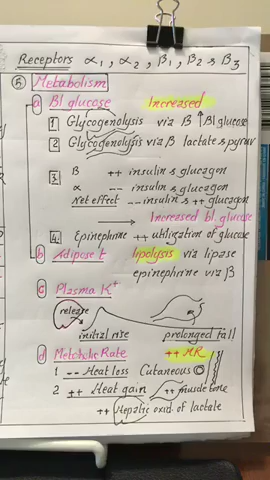 Receptors α1, α2, β1, β2 & β3
⑤ Metabolism
ⓐ Bl glucose Increased
1 Glycogenolysis via β ↑ Bl glucose
2 Glycogenolysis via β lactate & pyruv
3 β ++ insulin & glucagon
α -- insulin & glucagon
Net effect -- insulin & ++ glucagon
→ Increased bl glucose
4 Epinephrine ++ utilization of glucose
ⓑ Adipose t lipolysis via lipase
epinephrine via β
ⓒ Plasma K+
release
initial rise prolonged fall
ⓓ Metabolic Rate ++ MR
1 -- Heat loss Cutaneous
2 ++ Heat gain ++ muscle tone
++ Hepatic oxid of lactate